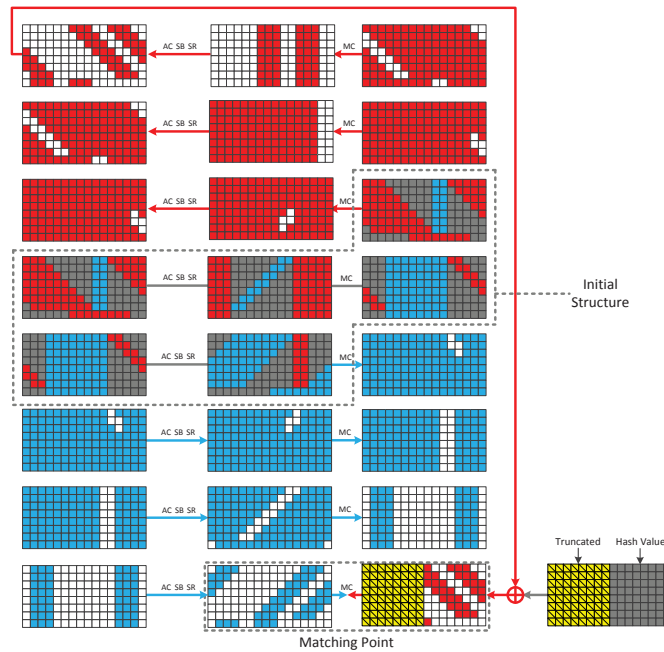 AC SB SR
MC
AC SB SR
MC
AC SB SR
MC
AC SB SR
MC
Initial
Structure
AC SB SR
MC
AC SB SR
MC
AC SB SR
MC
Truncated
Hash Value
AC SB SR
MC
Matching Point